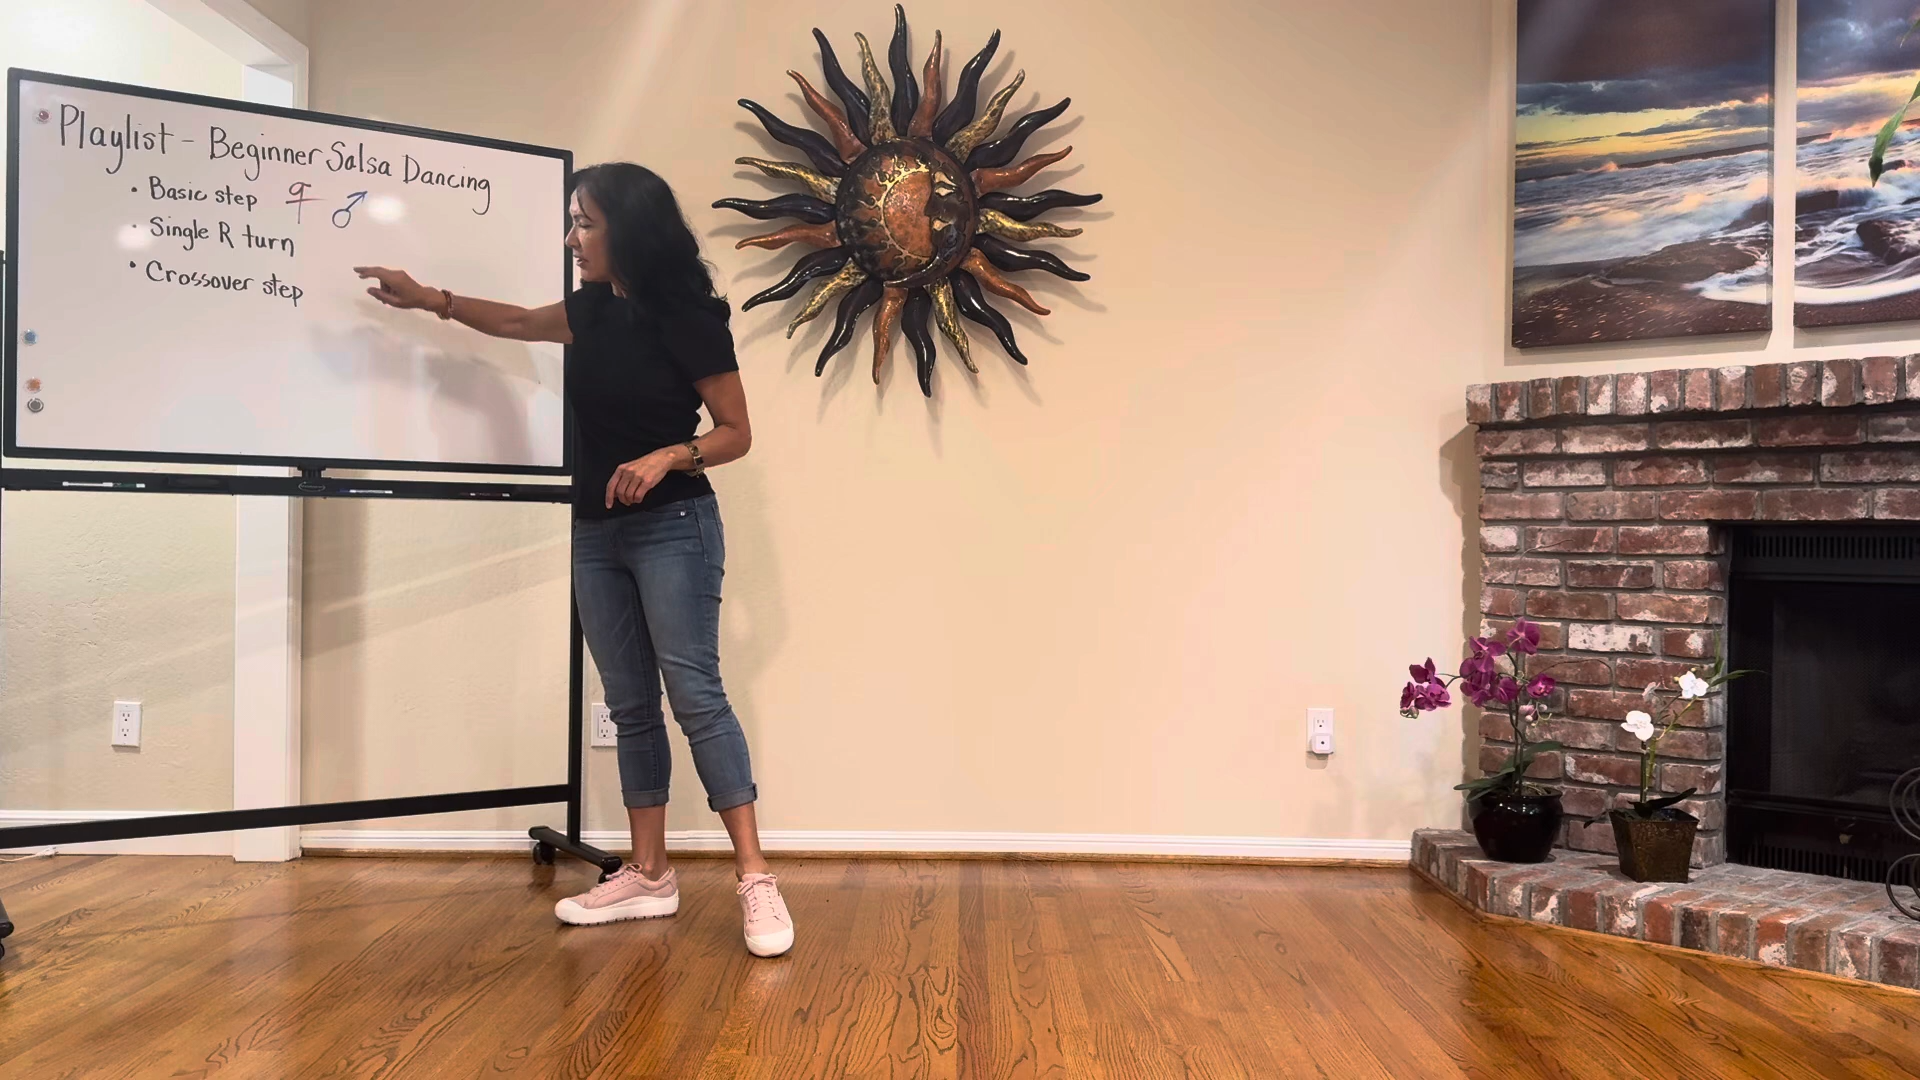 Playlist - Beginner Salsa Dancing
• Basic step ♀ ♂
• Single R turn
• Crossover step